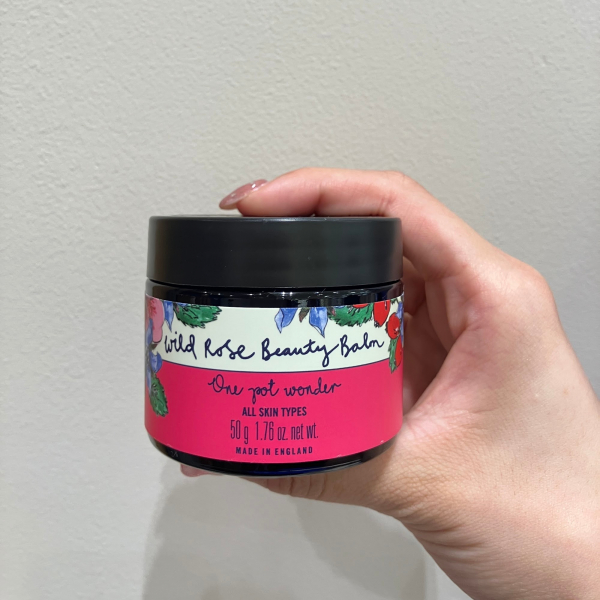 Wild Rose Beauty Balm
One pot wonder
ALL SKIN TYPES
50 g 1.76 oz. net wt.
MADE IN ENGLAND